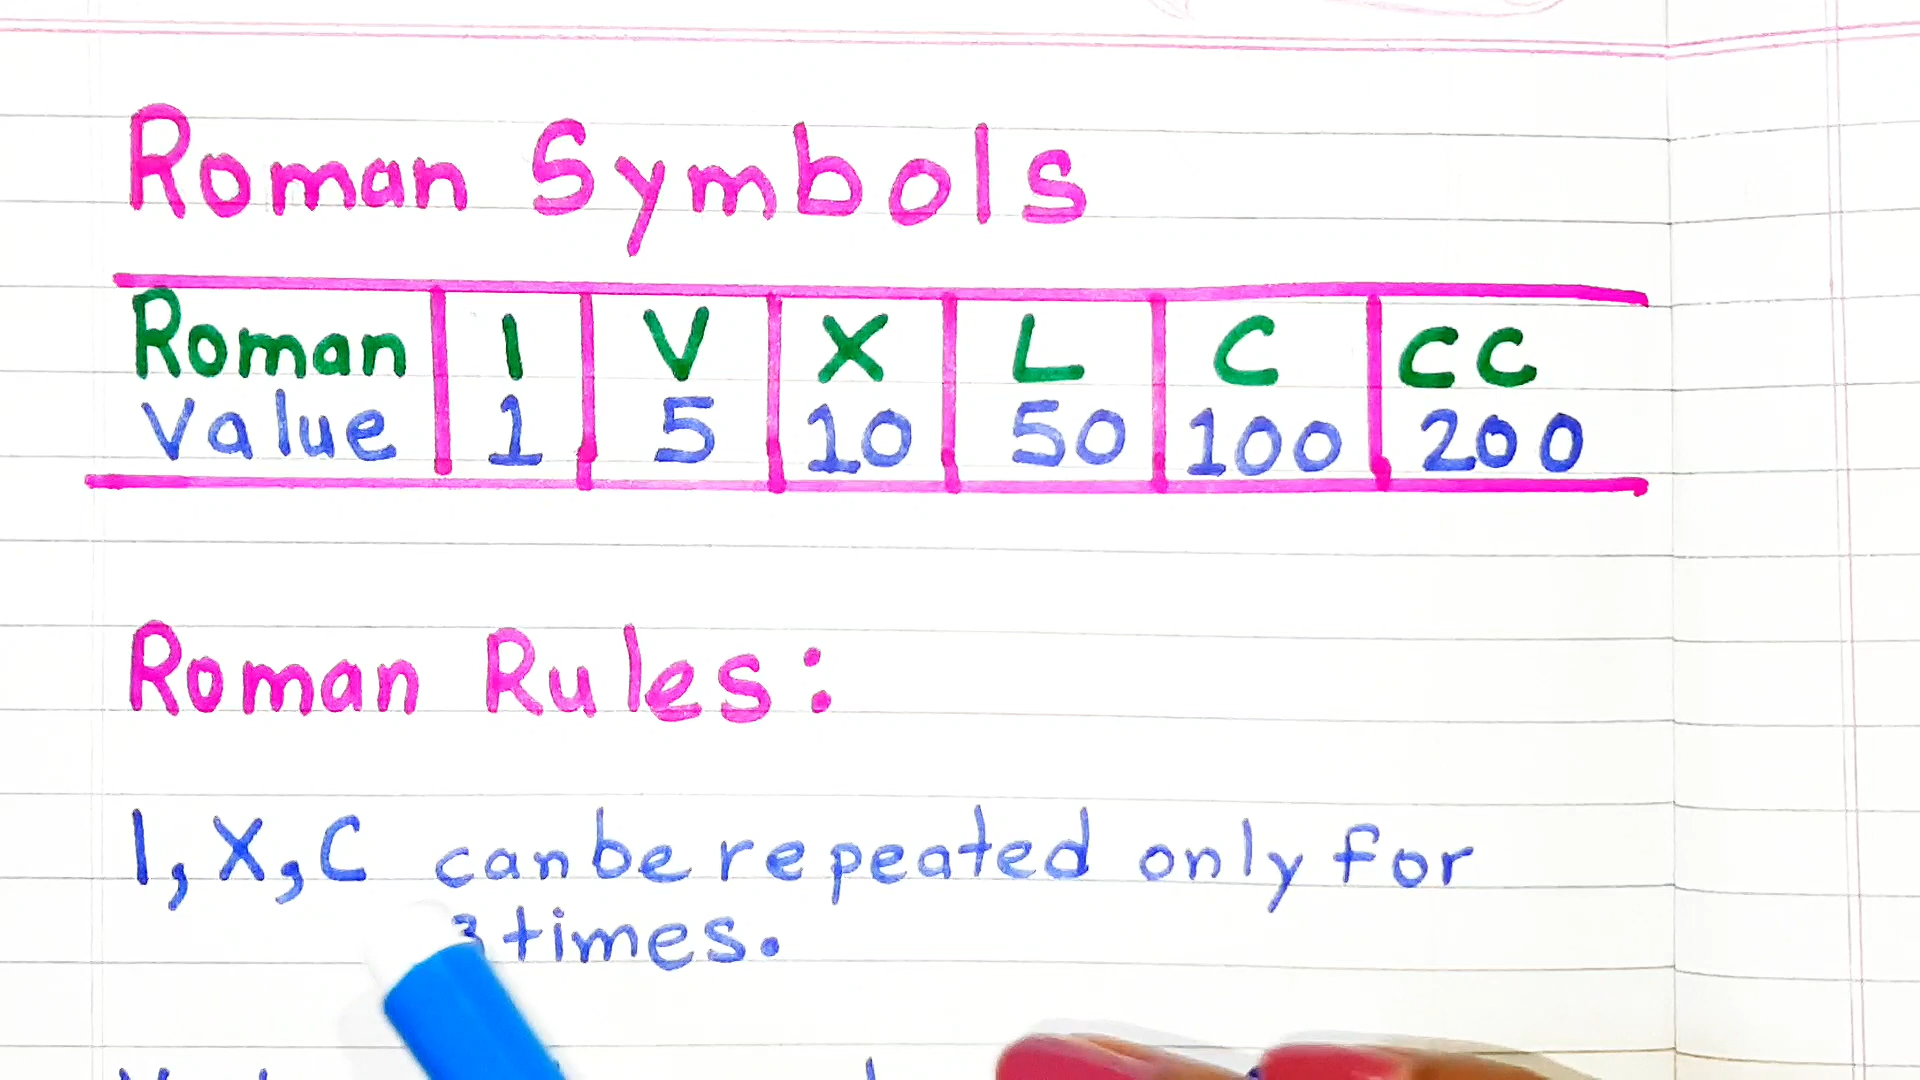 Roman Symbols
Roman I V X L C CC
Value 1 5 10 50 100 200
Roman Rules:
I, X, C can be repeated only for
3 times.